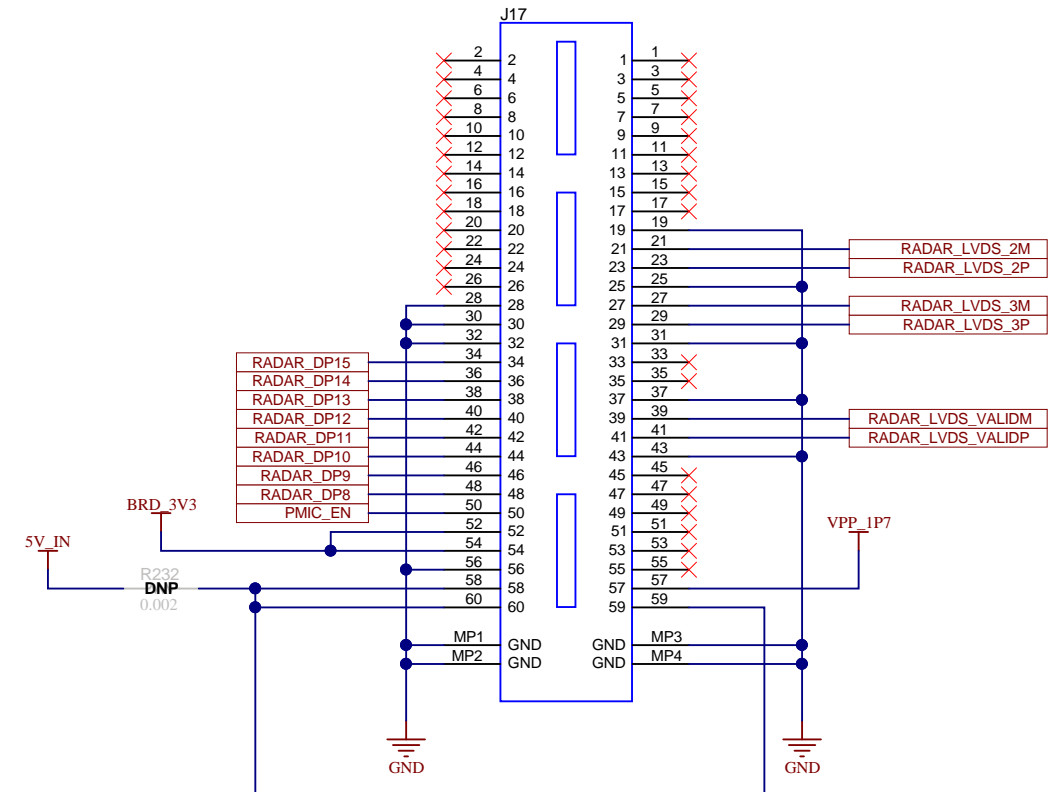 J17
2 2 1 1
4 4 3 3
6 6 5 5
8 8 7 7
10 10 9 9
12 12 11 11
14 14 13 13
16 16 15 15
18 18 17 17
20 20 19 19
22 22 21 21 RADAR_LVDS_2M
24 24 23 23 RADAR_LVDS_2P
26 26 25 25
28 28 27 27 RADAR_LVDS_3M
30 30 29 29 RADAR_LVDS_3P
32 32 31 31
RADAR_DP15 34 34 33 33
RADAR_DP14 36 36 35 35
RADAR_DP13 38 38 37 37
RADAR_DP12 40 40 39 39 RADAR_LVDS_VALIDM
RADAR_DP11 42 42 41 41 RADAR_LVDS_VALIDP
RADAR_DP10 44 44 43 43
RADAR_DP9 46 46 45 45
RADAR_DP8 48 48 47 47
PMIC_EN 50 50 49 49
BRD_3V3 52 52 51 51 VPP_1P7
5V_IN 54 54 53 53
56 56 55 55
R232
DNP 58 58 57 57
0.002 60 60 59 59
MP1 GND GND MP3
MP2 GND GND MP4
GND GND